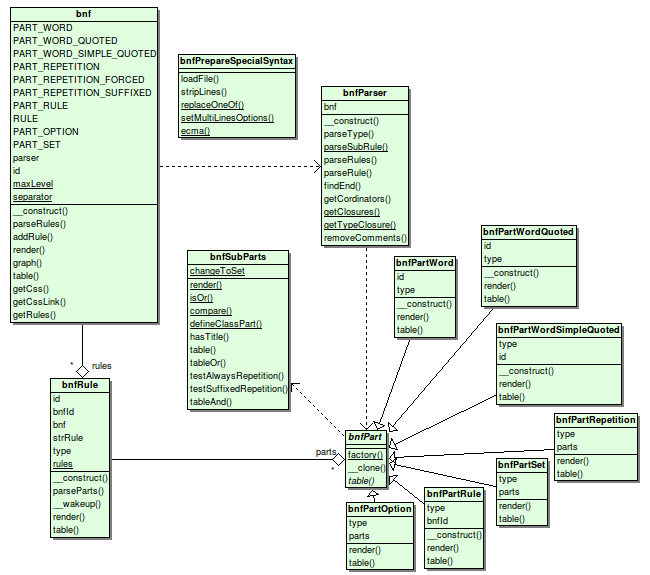 bnf
PART_WORD
PART_WORD_QUOTED
PART_WORD_SIMPLE_QUOTED
PART_REPETITION
PART_REPETITION_FORCED
PART_REPETITION_SUFFIXED
PART_RULE
RULE
PART_OPTION
PART_SET
parser
id
maxLevel
separator
__construct()
parseRules()
addRule()
render()
graph()
table()
getCss()
getCssLink()
getRules()
bnfPrepareSpecialSyntax
loadFile()
stripLines()
replaceOneOf()
setMultiLinesOptions()
ecma()
bnfParser
bnf
__construct()
parseType()
parseSubRule()
parseRules()
parseRule()
findEnd()
getCordinators()
getClosures()
getTypeClosure()
removeComments()
bnfSubParts
changeToSet
render()
isOr()
compare()
defineClassPart()
hasTitle()
table()
tableOr()
testAlwaysRepetition()
testSuffixedRepetition()
tableAnd()
bnfPartWord
id
type
__construct()
render()
table()
bnfPartWordQuoted
id
type
__construct()
render()
table()
bnfPartWordSimpleQuoted
type
id
__construct()
render()
table()
* rules
bnfRule
id
bnfId
bnf
strRule
type
rules
__construct()
parseParts()
__wakeup()
render()
table()
parts
*
bnfPart
factory()
__clone()
table()
bnfPartRepetition
type
parts
render()
table()
bnfPartSet
type
parts
render()
table()
bnfPartRule
type
bnfId
__construct()
render()
table()
bnfPartOption
type
parts
render()
table()